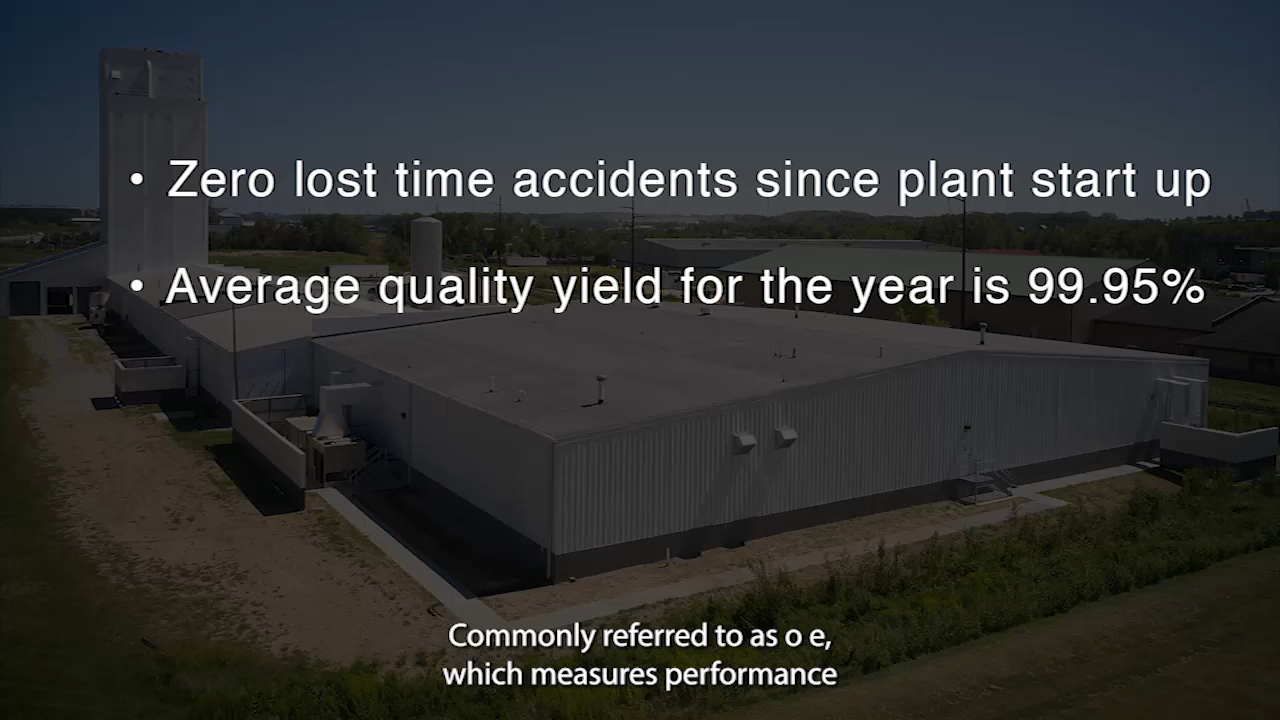 • Zero lost time accidents since plant start up
• Average quality yield for the year is 99.95%
Commonly referred to as o e,
which measures performance